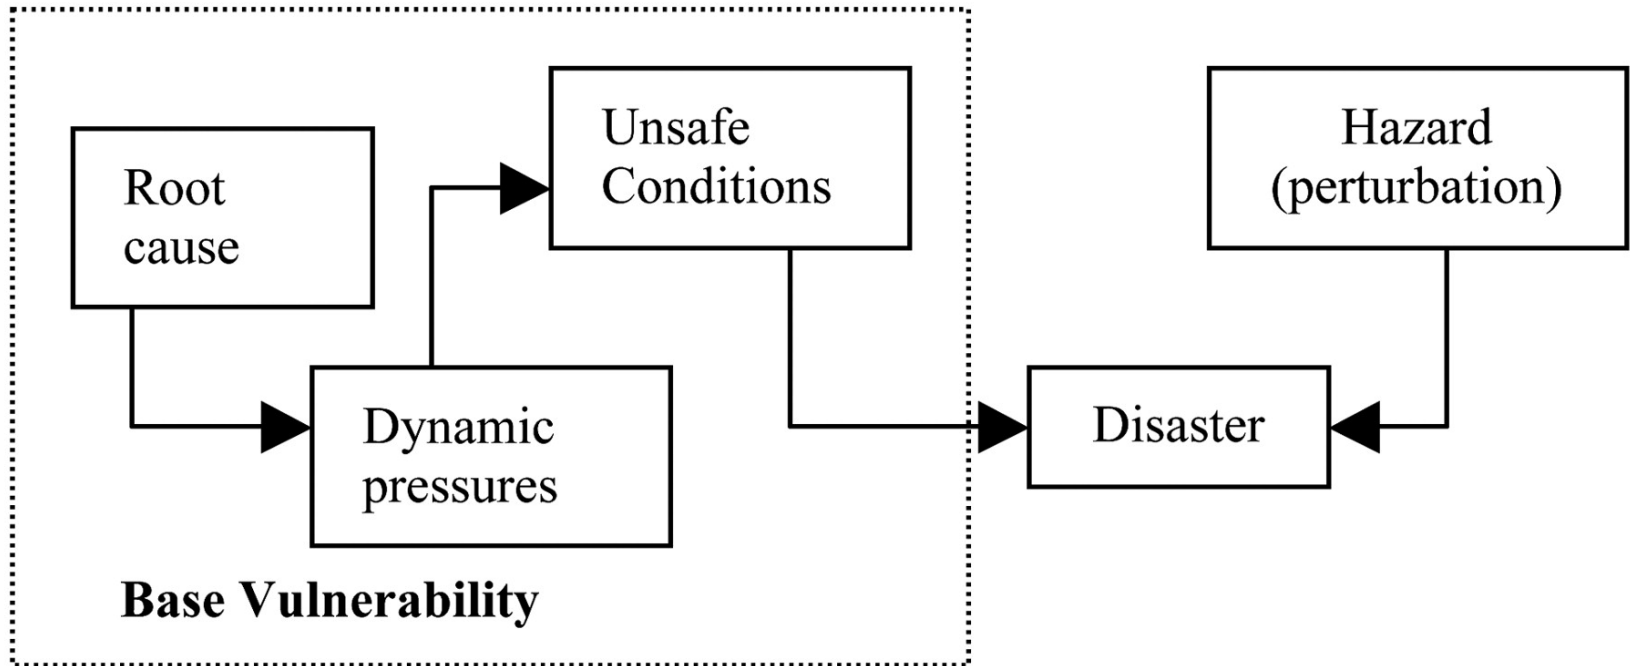 Root
cause
Dynamic
pressures
Unsafe
Conditions
Base Vulnerability
Hazard
(perturbation)
Disaster